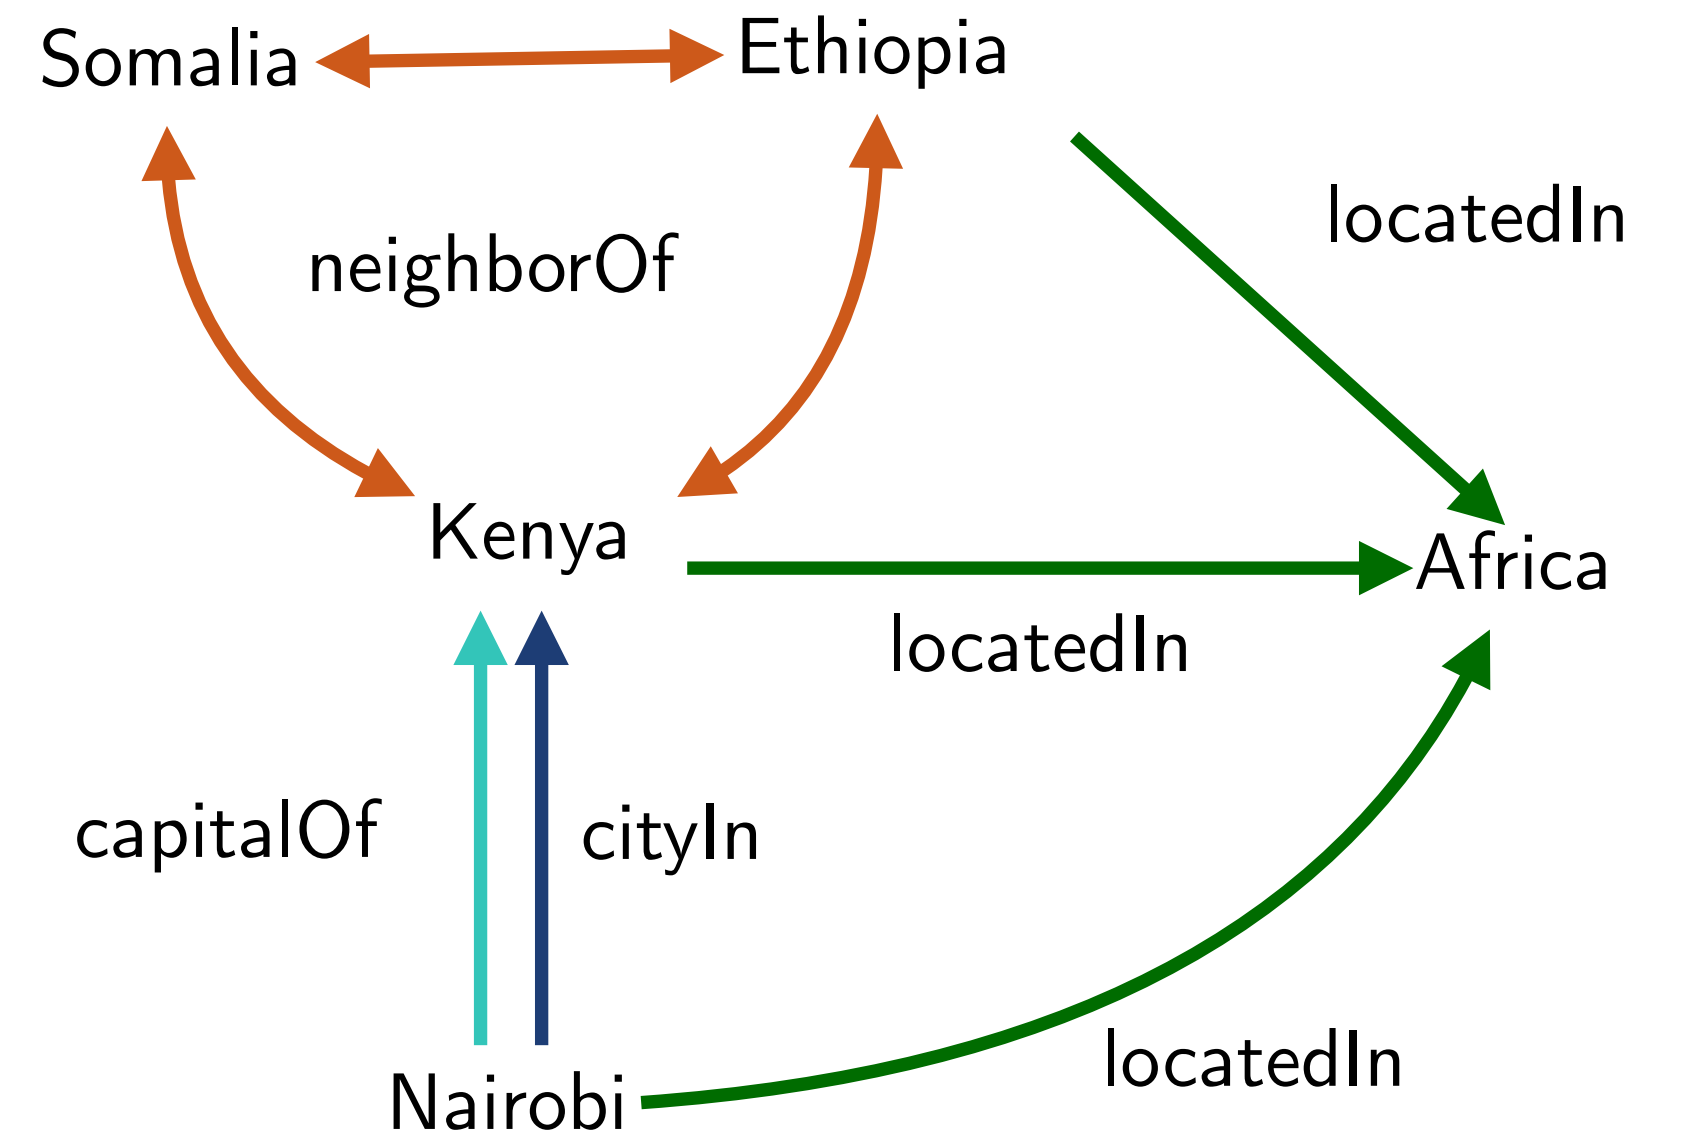 Somalia
Ethiopia
locatedIn
neighborOf
Kenya
Africa
locatedIn
capitalOf
cityIn
locatedIn
Nairobi